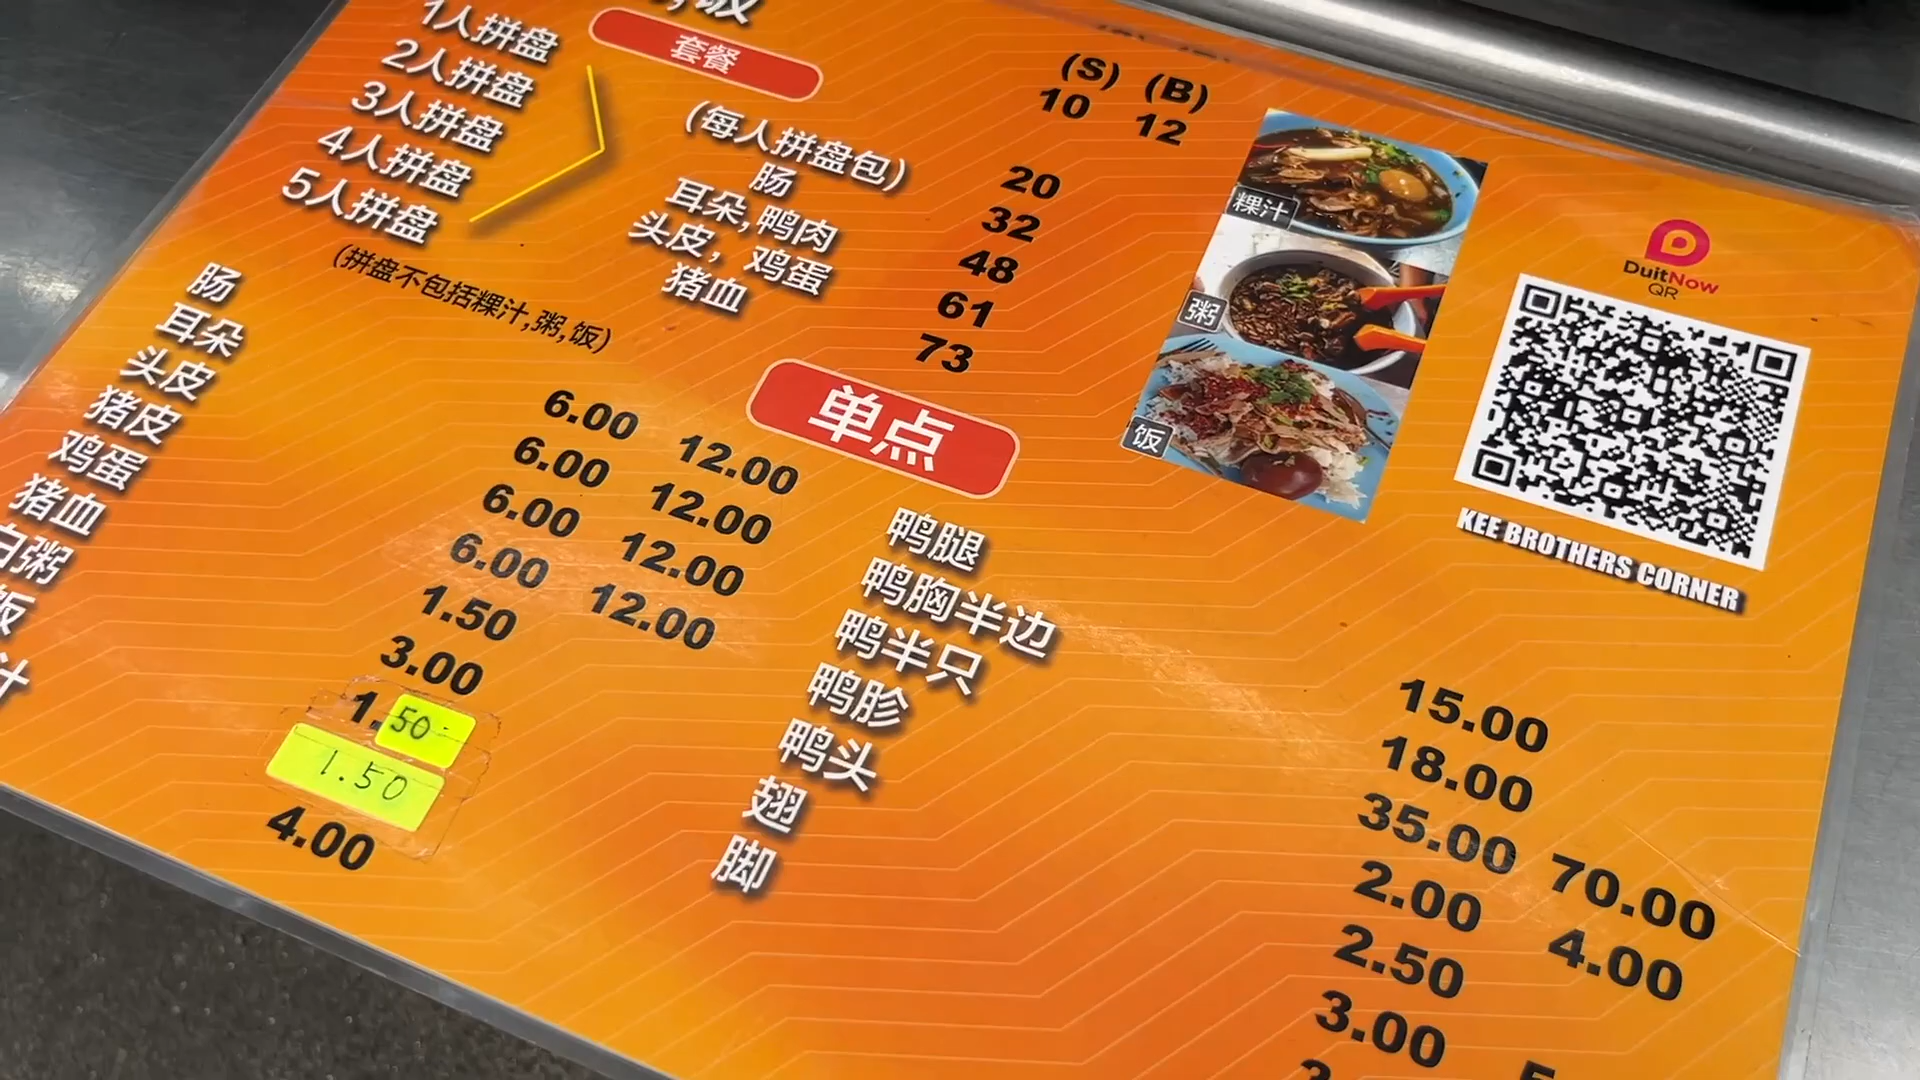 套餐
(S) (B)
10 12
1人拼盘
2人拼盘
3人拼盘
4人拼盘
5人拼盘
(每人拼盘包)
肠
耳朵,鸭肉
头皮，鸡蛋
猪血
20
32
48
61
73
(拼盘不包括粿汁,粥,饭)
单点
肠 6.00 12.00
耳朵 6.00 12.00
头皮 6.00 12.00
猪皮 6.00 12.00
鸡蛋 1.50
猪血 3.00
白粥 1.50
饭 1.50
汁 4.00
鸭腿 15.00
鸭胸半边 18.00
鸭半只 35.00 70.00
鸭胗 2.00 4.00
鸭头 2.50
翅 3.00
脚
粿汁
粥
饭
DuitNow
QR
KEE BROTHERS CORNER